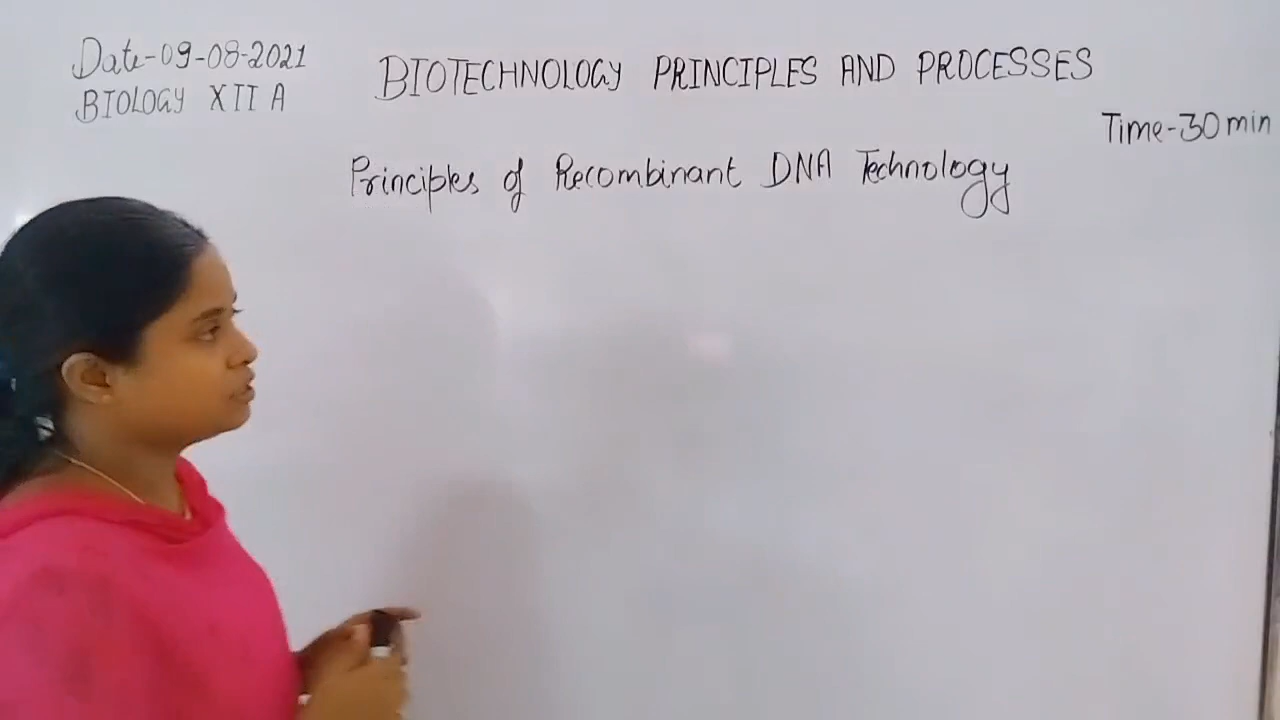 Date-09-08-2021
BIOLOGY XII A
BIOTECHNOLOGY PRINCIPLES AND PROCESSES
Time-30 min
Principles of Recombinant DNA Technology